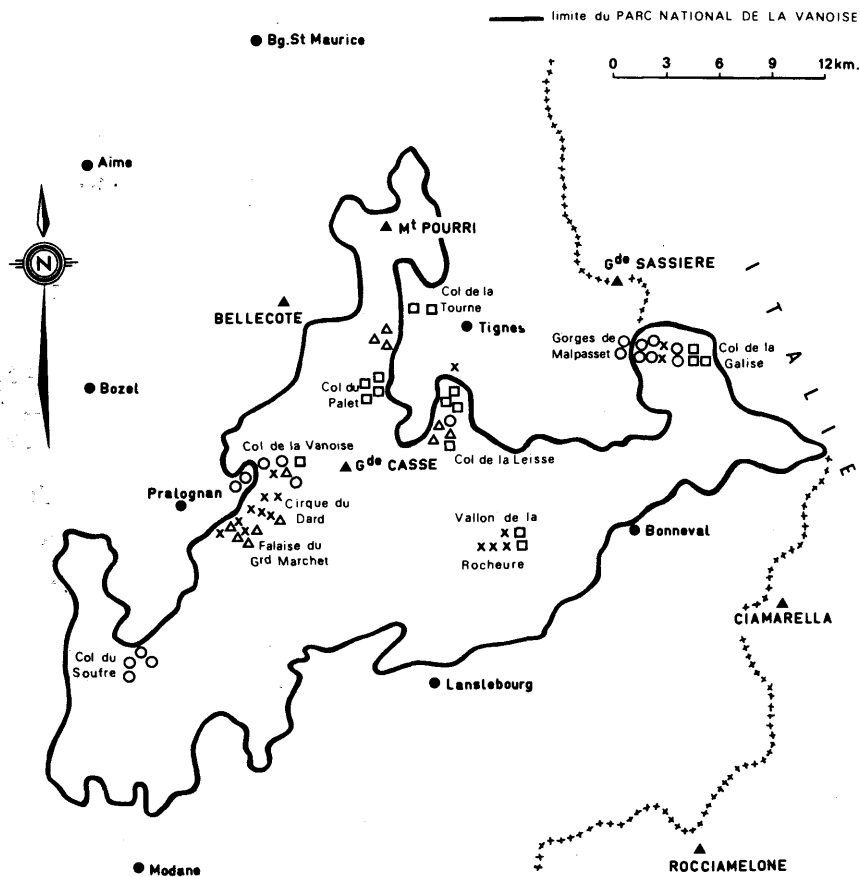 limite du PARC NATIONAL DE LA VANOISE
Bg.St Maurice
0 3 6 9 12km.
Aime
N
Mt POURRI
Gde SASSIERE
ITALIE
Col de la
Tourne
BELLECOTE
Tignes
Gorges de
Malpasset
Col de la
Galise
Bozel
Col du
Palet
Col de la Vanoise
Gde CASSE
Col de la Leisse
Pralognan
Cirque du
Dard
Vallon de la
Rocheure
Bonneval
Falaise du
Grd Marchet
CIAMARELLA
Col du
Soufre
Lanslebourg
Modane
ROCCIAMELONE